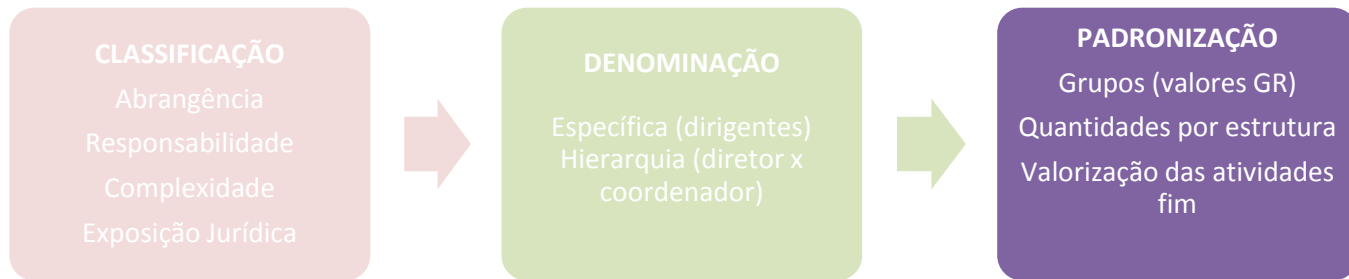 CLASSIFICAÇÃO
Abrangência
Responsabilidade
Complexidade
Exposição Jurídica
DENOMINAÇÃO
Específica (dirigentes)
Hierarquia (diretor x
coordenador)
PADRONIZAÇÃO
Grupos (valores GR)
Quantidades por estrutura
Valorização das atividades
fim